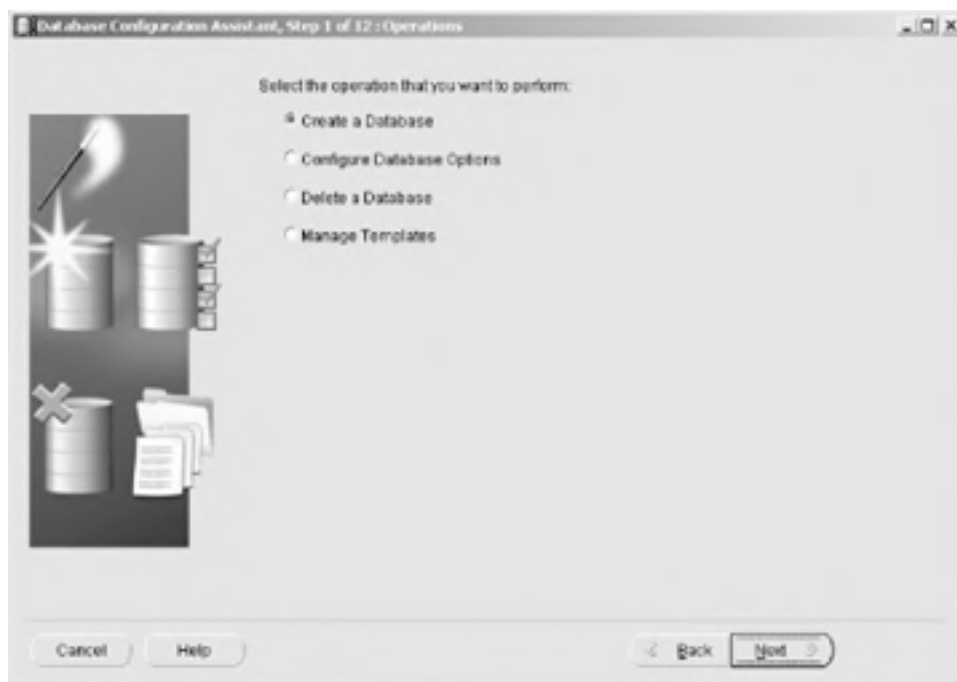 Database Configuration Assistant, Step 1 of 12 : Operations
Select the operation that you want to perform:
Create a Database
Configure Database Options
Delete a Database
Manage Templates
Cancel
Help
Back
Next